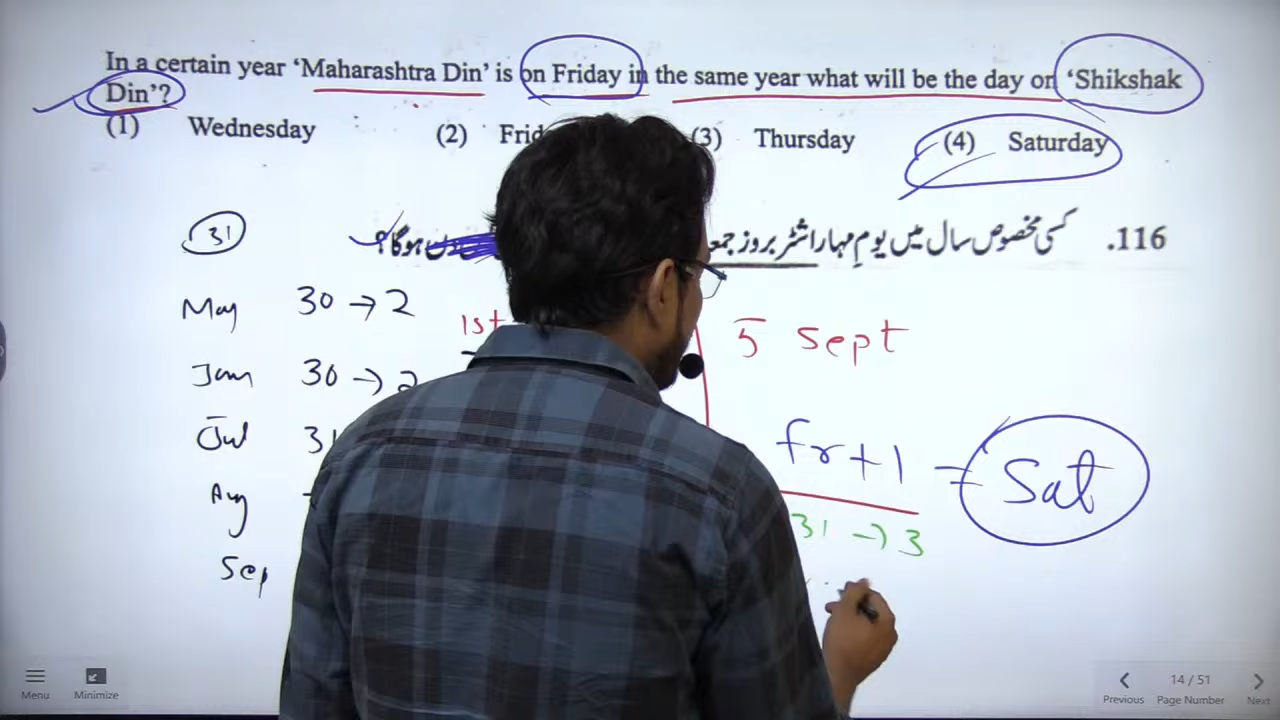 In a certain year ‘Maharashtra Din’ is on Friday in the same year what will be the day on ‘Shikshak
Din’?
(1) Wednesday (2) (3) Thursday (4) Saturday
116. کسی مخصوص سال میں یومِ مہاراشٹر بروز ہوگا؟
31
May 30 → 2
1st
5 Sept
Jun 30 → 2
Jul 31
fr+1 = Sat
Aug
31 → 3
Sep
Menu
Minimize
Previous
14 / 51
Page Number
Next